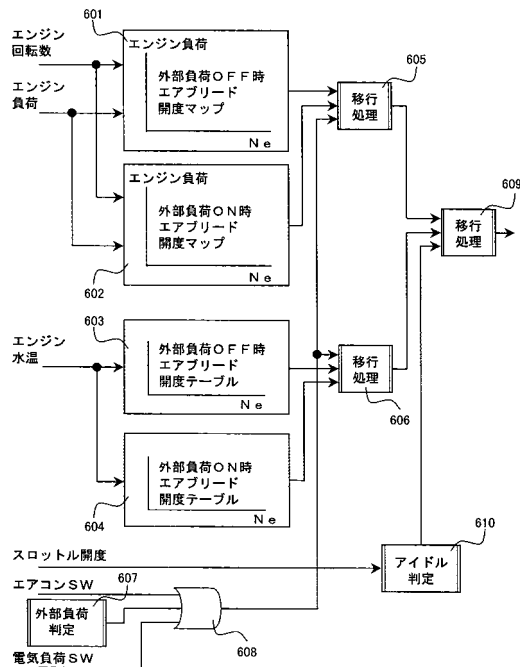 エンジン
回転数
エンジン
負荷
601
エンジン負荷
外部負荷OFF時
エアブリード
開度マップ
Ne
エンジン負荷
外部負荷ON時
エアブリード
開度マップ
Ne
602
605
移行
処理
609
移行
処理
エンジン
水温
603
外部負荷OFF時
エアブリード
開度テーブル
Ne
外部負荷ON時
エアブリード
開度テーブル
Ne
604
移行
処理
606
スロットル開度
610
アイドル
判定
エアコンSW
607
外部負荷
判定
608
電気負荷SW